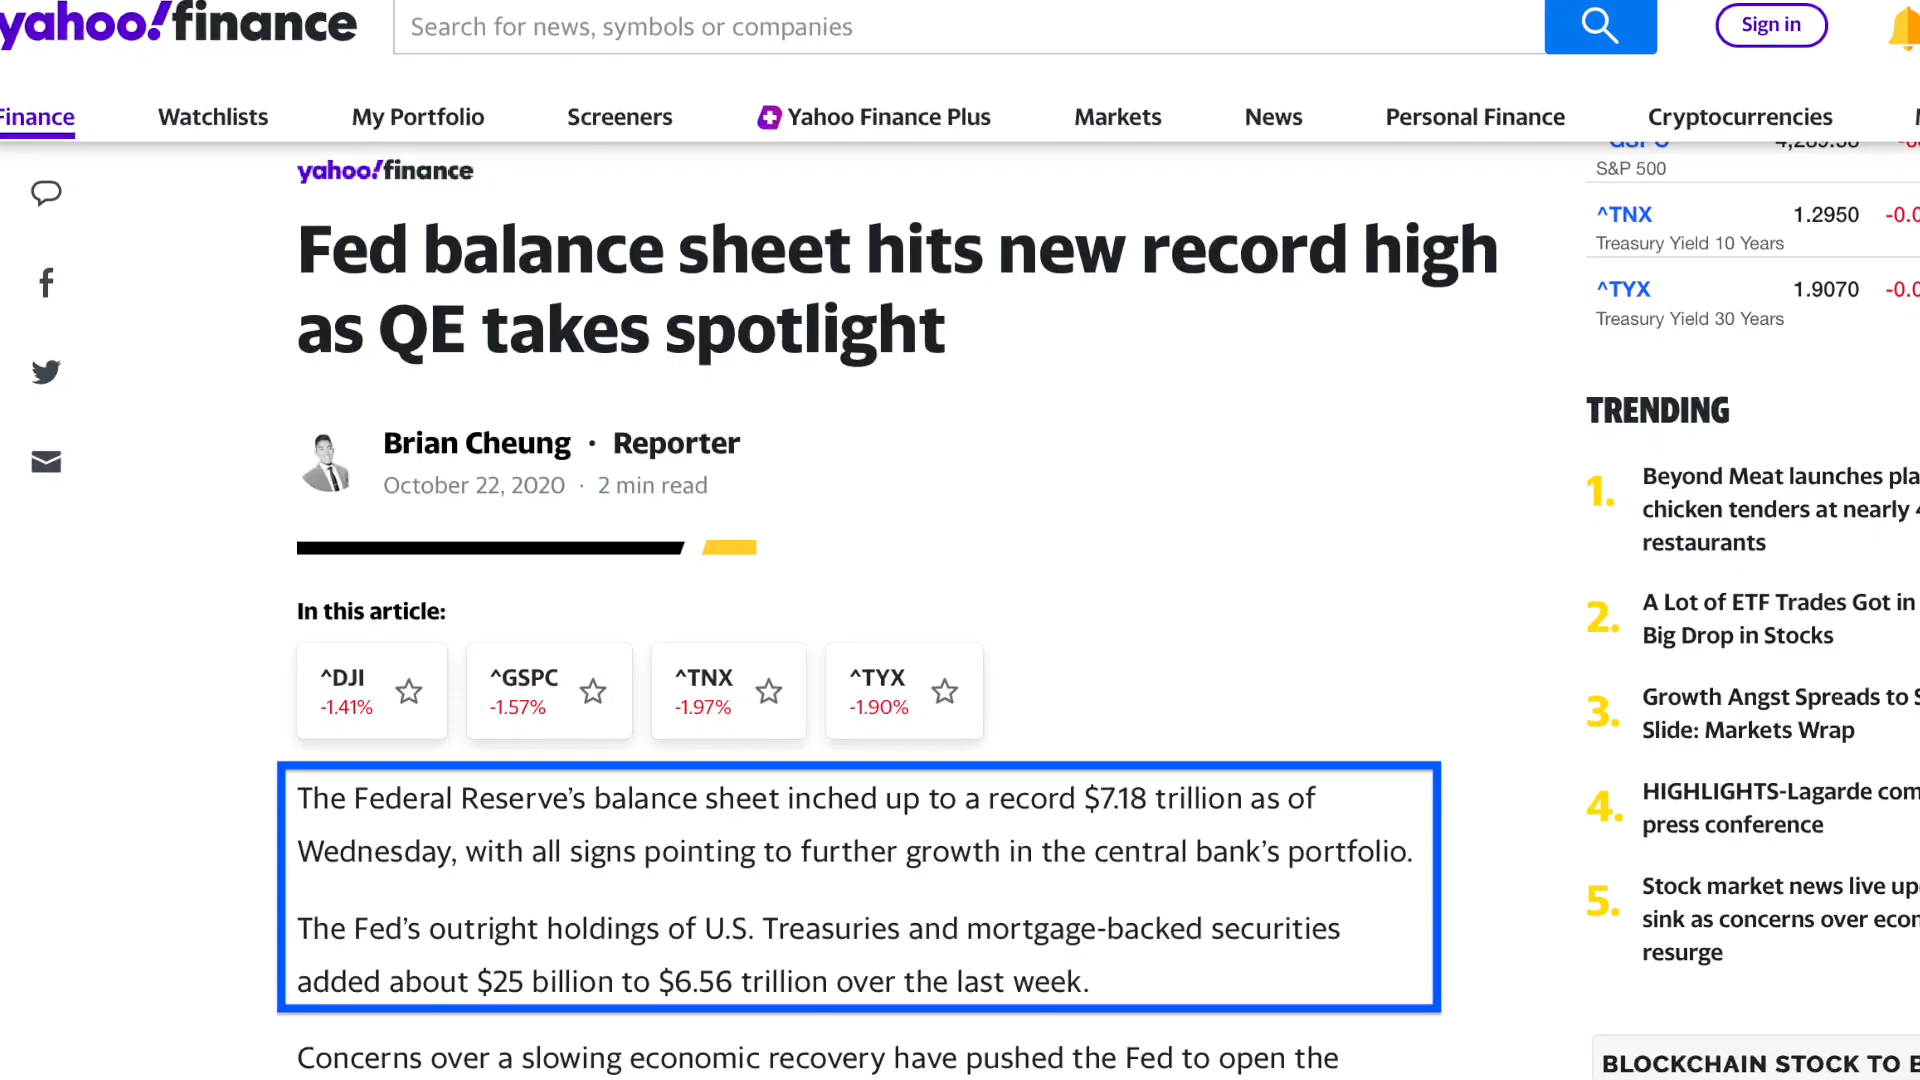 yahoo!finance
Search for news, symbols or companies
Sign in
Finance
Watchlists
My Portfolio
Screeners
Yahoo Finance Plus
Markets
News
Personal Finance
Cryptocurrencies
yahoo!finance
Fed balance sheet hits new record high
as QE takes spotlight
Brian Cheung · Reporter
October 22, 2020 · 2 min read
In this article:
^DJI
-1.41%
^GSPC
-1.57%
^TNX
-1.97%
^TYX
-1.90%
The Federal Reserve’s balance sheet inched up to a record $7.18 trillion as of
Wednesday, with all signs pointing to further growth in the central bank’s portfolio.
The Fed’s outright holdings of U.S. Treasuries and mortgage-backed securities
added about $25 billion to $6.56 trillion over the last week.
Concerns over a slowing economic recovery have pushed the Fed to open the
S&P 500
^TNX 1.2950 -0.0
Treasury Yield 10 Years
^TYX 1.9070 -0.0
Treasury Yield 30 Years
TRENDING
1. Beyond Meat launches pla
chicken tenders at nearly
restaurants
2. A Lot of ETF Trades Got in
Big Drop in Stocks
3. Growth Angst Spreads to
Slide: Markets Wrap
4. HIGHLIGHTS-Lagarde com
press conference
5. Stock market news live up
sink as concerns over econ
resurge
BLOCKCHAIN STOCK TO